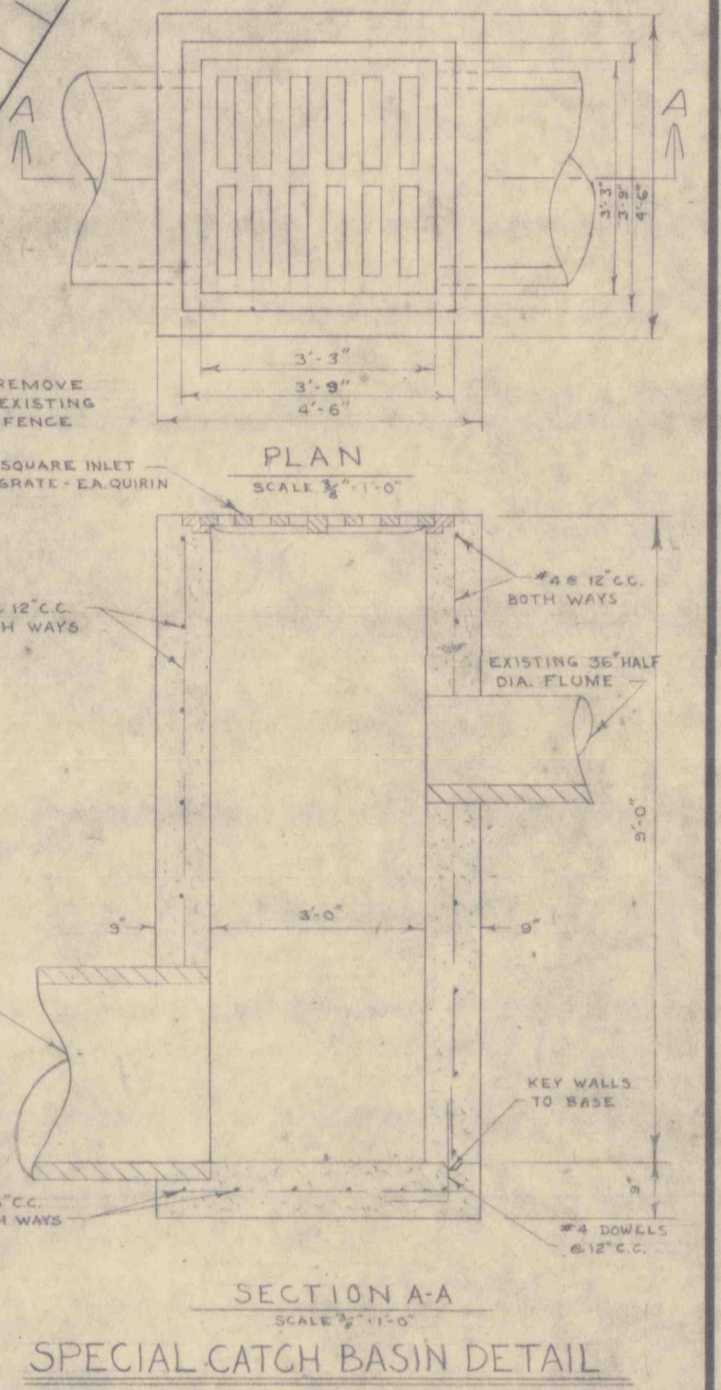 A
A
3'-3"
3'-9"
4'-6"
3'-3"
3'-9"
4'-6"
REMOVE
EXISTING
FENCE
PLAN
SCALE 3/8"-1'-0"
SQUARE INLET
GRATE - E.A. QUIRIN
12" C.C.
WAYS
#4 @ 12" C.C.
BOTH WAYS
EXISTING 36" HALF
DIA. FLUME
9'-0"
9"
3'-0"
9"
KEY WALLS
TO BASE
9"
C.C.
WAYS
#4 DOWELS
@ 12" C.C.
SECTION A-A
SCALE 3/8"=1'-0"
SPECIAL CATCH BASIN DETAIL